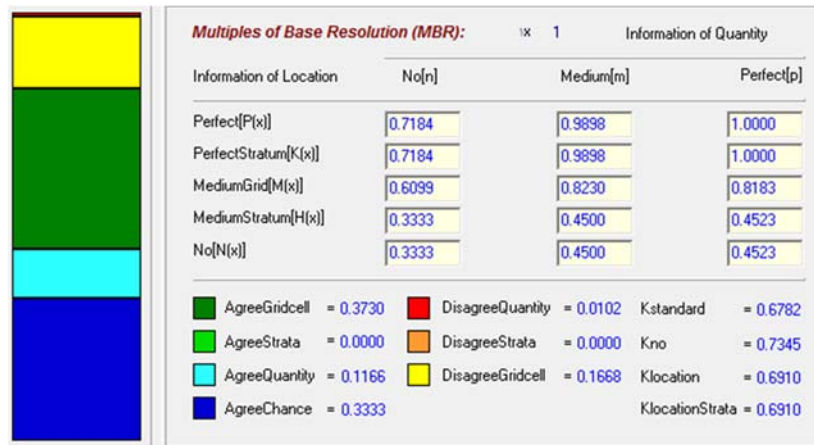 Multiples of Base Resolution (MBR): 1x 1 Information of Quantity
Information of Location No[n] Medium[m] Perfect[p]
Perfect[P(x)] 0.7184 0.9898 1.0000
PerfectStratum[K(x)] 0.7184 0.9898 1.0000
MediumGrid[M(x)] 0.6099 0.8230 0.8183
MediumStratum[H(x)] 0.3333 0.4500 0.4523
No[N(x)] 0.3333 0.4500 0.4523
AgreeGridcell = 0.3730 DisagreeQuantity = 0.0102 Kstandard = 0.6782
AgreeStrata = 0.0000 DisagreeStrata = 0.0000 Kno = 0.7345
AgreeQuantity = 0.1166 DisagreeGridcell = 0.1668 Klocation = 0.6910
AgreeChance = 0.3333 KlocationStrata = 0.6910